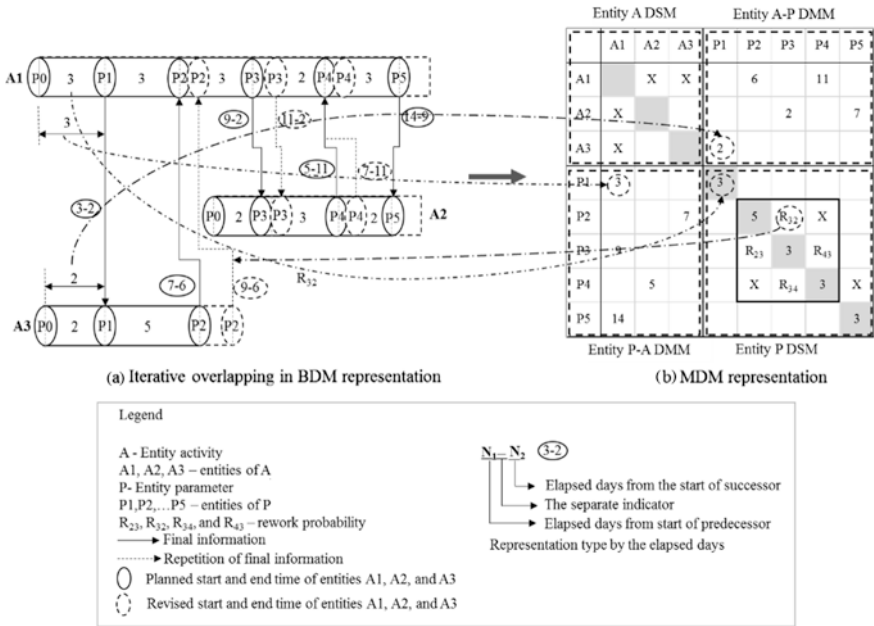 Entity A DSM Entity A-P DMM
A1 A2 A3 P1 P2 P3 P4 P5
A1 X X 6 11
A2 X 2 7
A3 X 2
P1 3 3
P2 7 5 R32 X
P3 9 R23 3 R43
P4 5 X R34 3 X
P5 14 3
Entity P-A DMM Entity P DSM
A1 P0 3 P1 3 P2 P2 3 P3 P3 2 P4 P4 3 P5
3
9-2 11-2 14-9
5-11 7-11
P0 2 P3 P3 3 P4 P4 2 P5 A2
3-2
2
7-6 9-6 R32
A3 P0 2 P1 5 P2 P2
(a) Iterative overlapping in BDM representation
(b) MDM representation
Legend
A - Entity activity
A1, A2, A3 – entities of A
P- Entity parameter
P1,P2,…P5 – entities of P
R23, R32, R34, and R43 – rework probability
Final information
Repetition of final information
Planned start and end time of entities A1, A2, and A3
Revised start and end time of entities A1, A2, and A3
N1 – N2 3-2
Elapsed days from the start of successor
The separate indicator
Elapsed days from start of predecessor
Representation type by the elapsed days